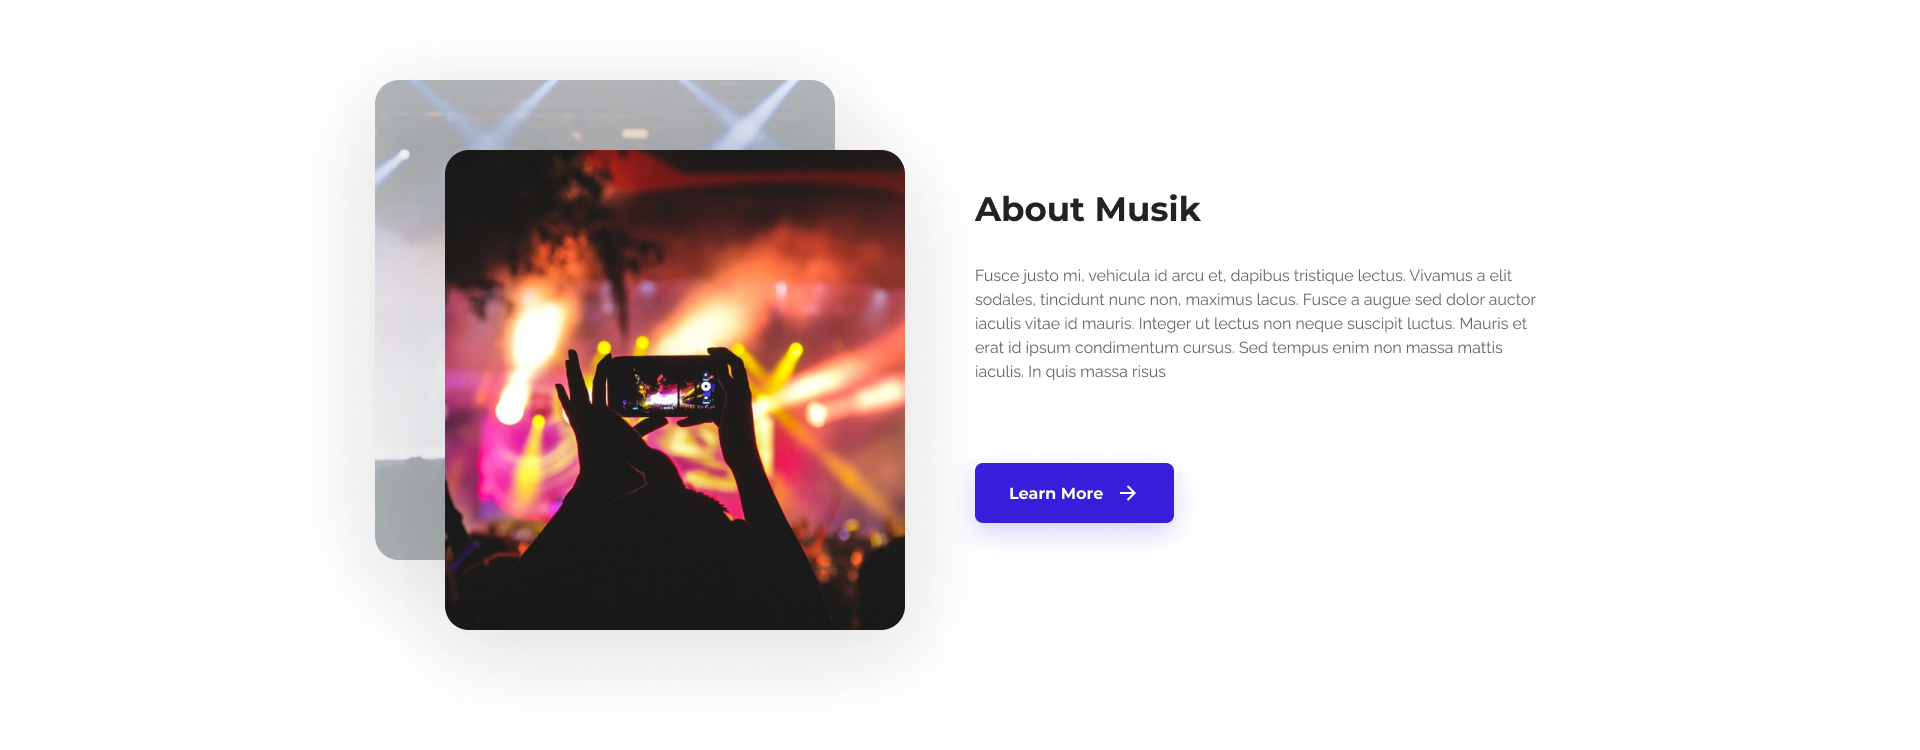 About Musik
Fusce justo mi, vehicula id arcu et, dapibus tristique lectus. Vivamus a elit
sodales, tincidunt nunc non, maximus lacus. Fusce a augue sed dolor auctor
iaculis vitae id mauris. Integer ut lectus non neque suscipit luctus. Mauris et
erat id ipsum condimentum cursus. Sed tempus enim non massa mattis
iaculis. In quis massa risus
Learn More